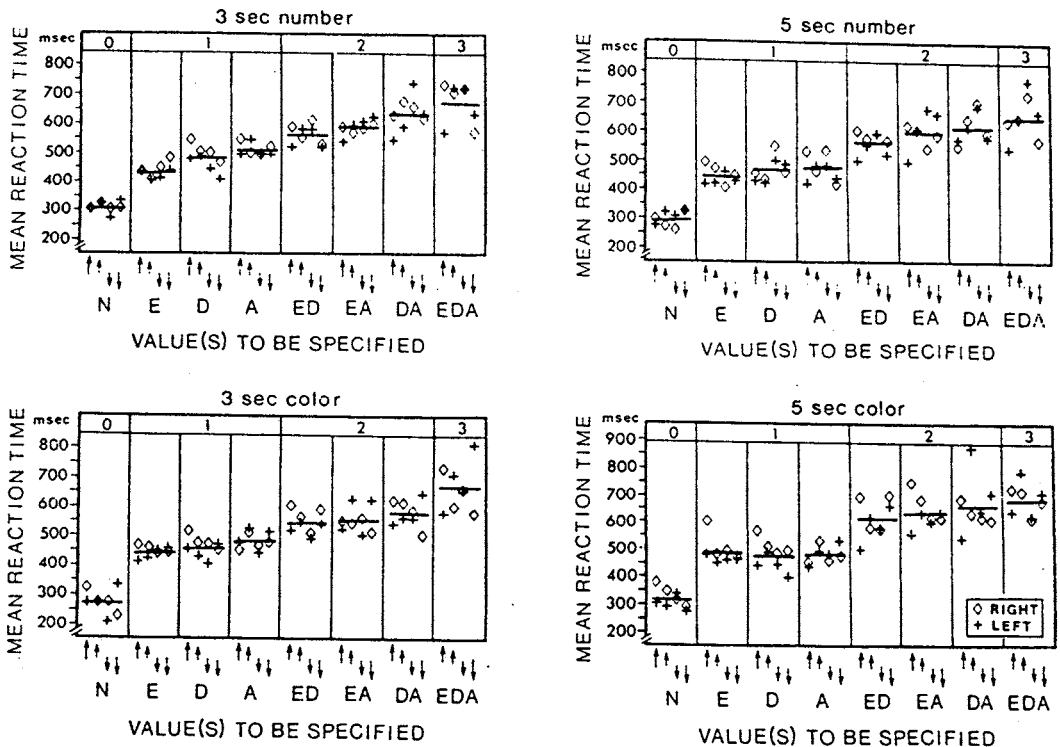 3 sec number
msec
0 1 2 3
MEAN REACTION TIME
800
700
600
500
400
300
200
N E D A ED EA DA EDA
VALUE(S) TO BE SPECIFIED
5 sec number
msec
0 1 2 3
MEAN REACTION TIME
800
700
600
500
400
300
200
N E D A ED EA DA EDA
VALUE(S) TO BE SPECIFIED
3 sec color
msec
0 1 2 3
MEAN REACTION TIME
800
700
600
500
400
300
200
N E D A ED EA DA EDA
VALUE(S) TO BE SPECIFIED
5 sec color
msec
0 1 2 3
MEAN REACTION TIME
900
800
700
600
500
400
300
200
◇ RIGHT
+ LEFT
N E D A ED EA DA EDA
VALUE(S) TO BE SPECIFIED